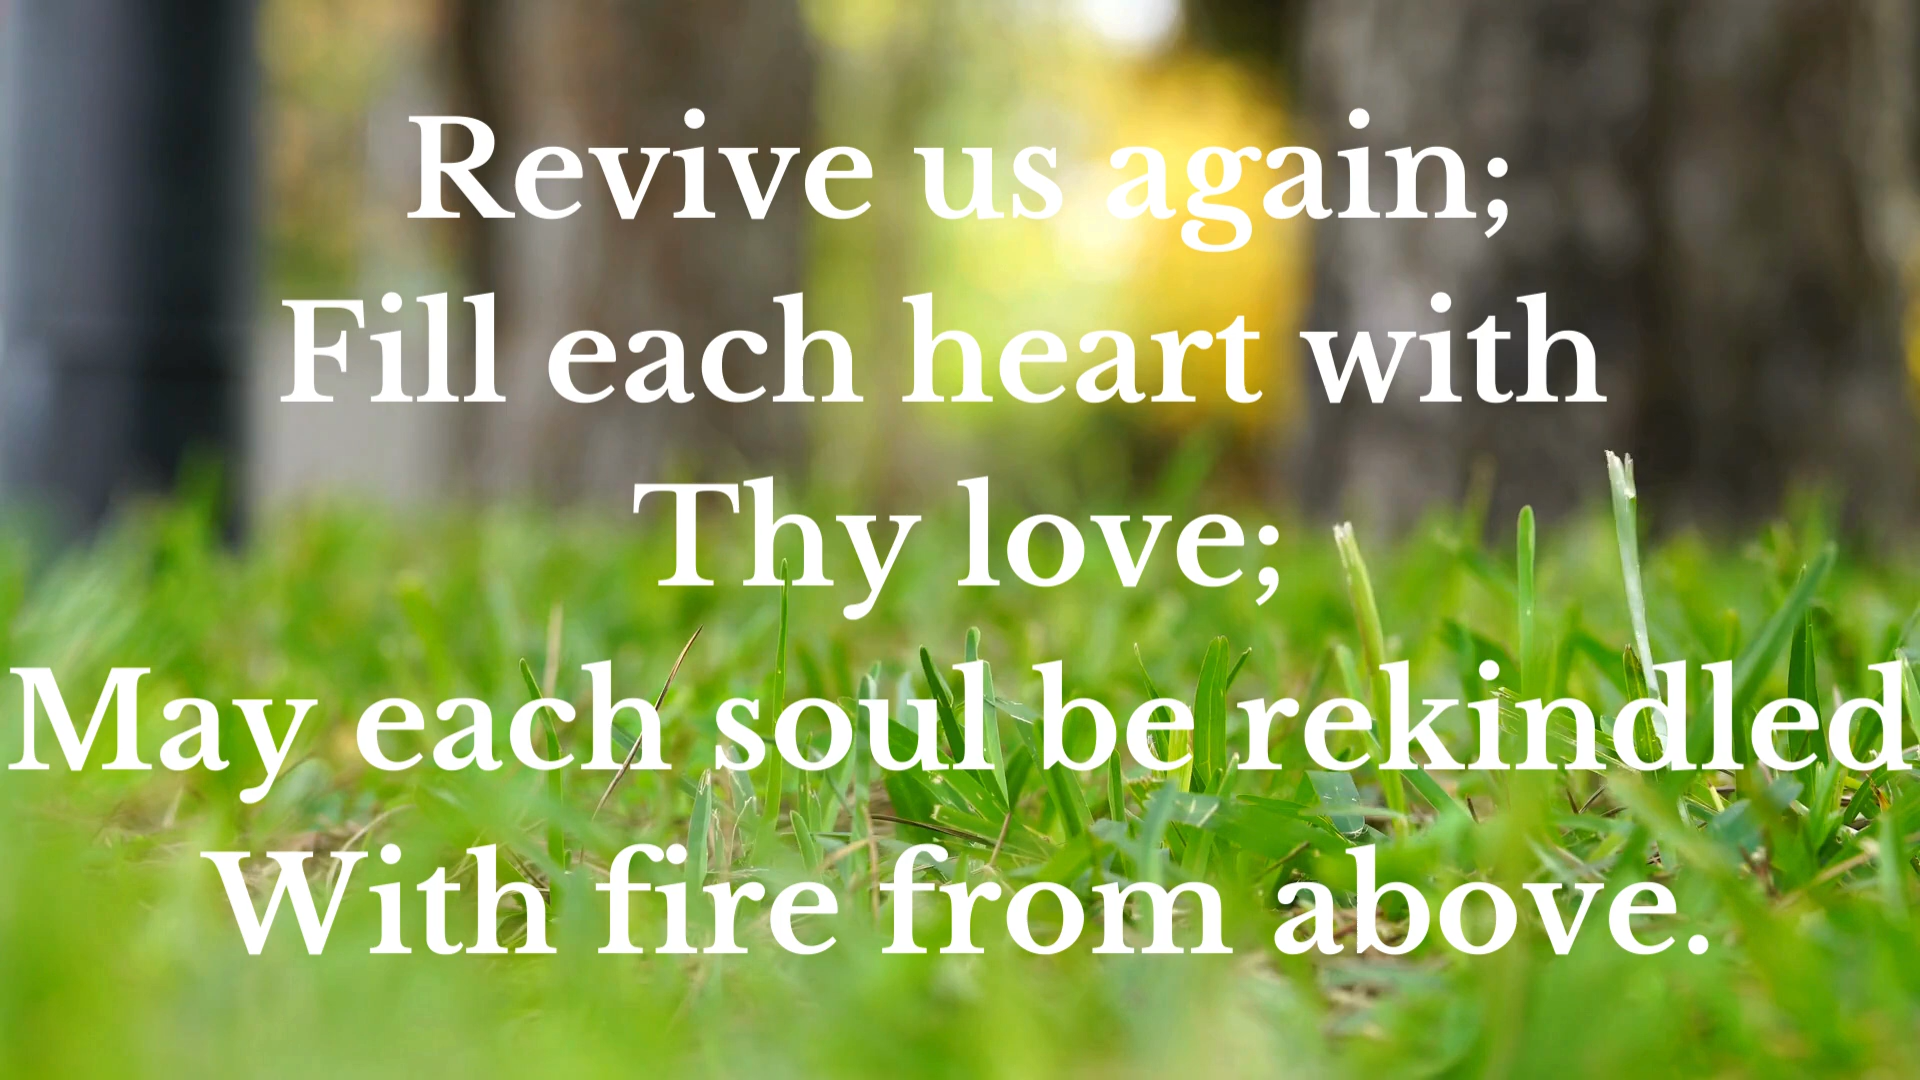 Revive us again;
Fill each heart with
Thy love;
May each soul be rekindled
With fire from above.